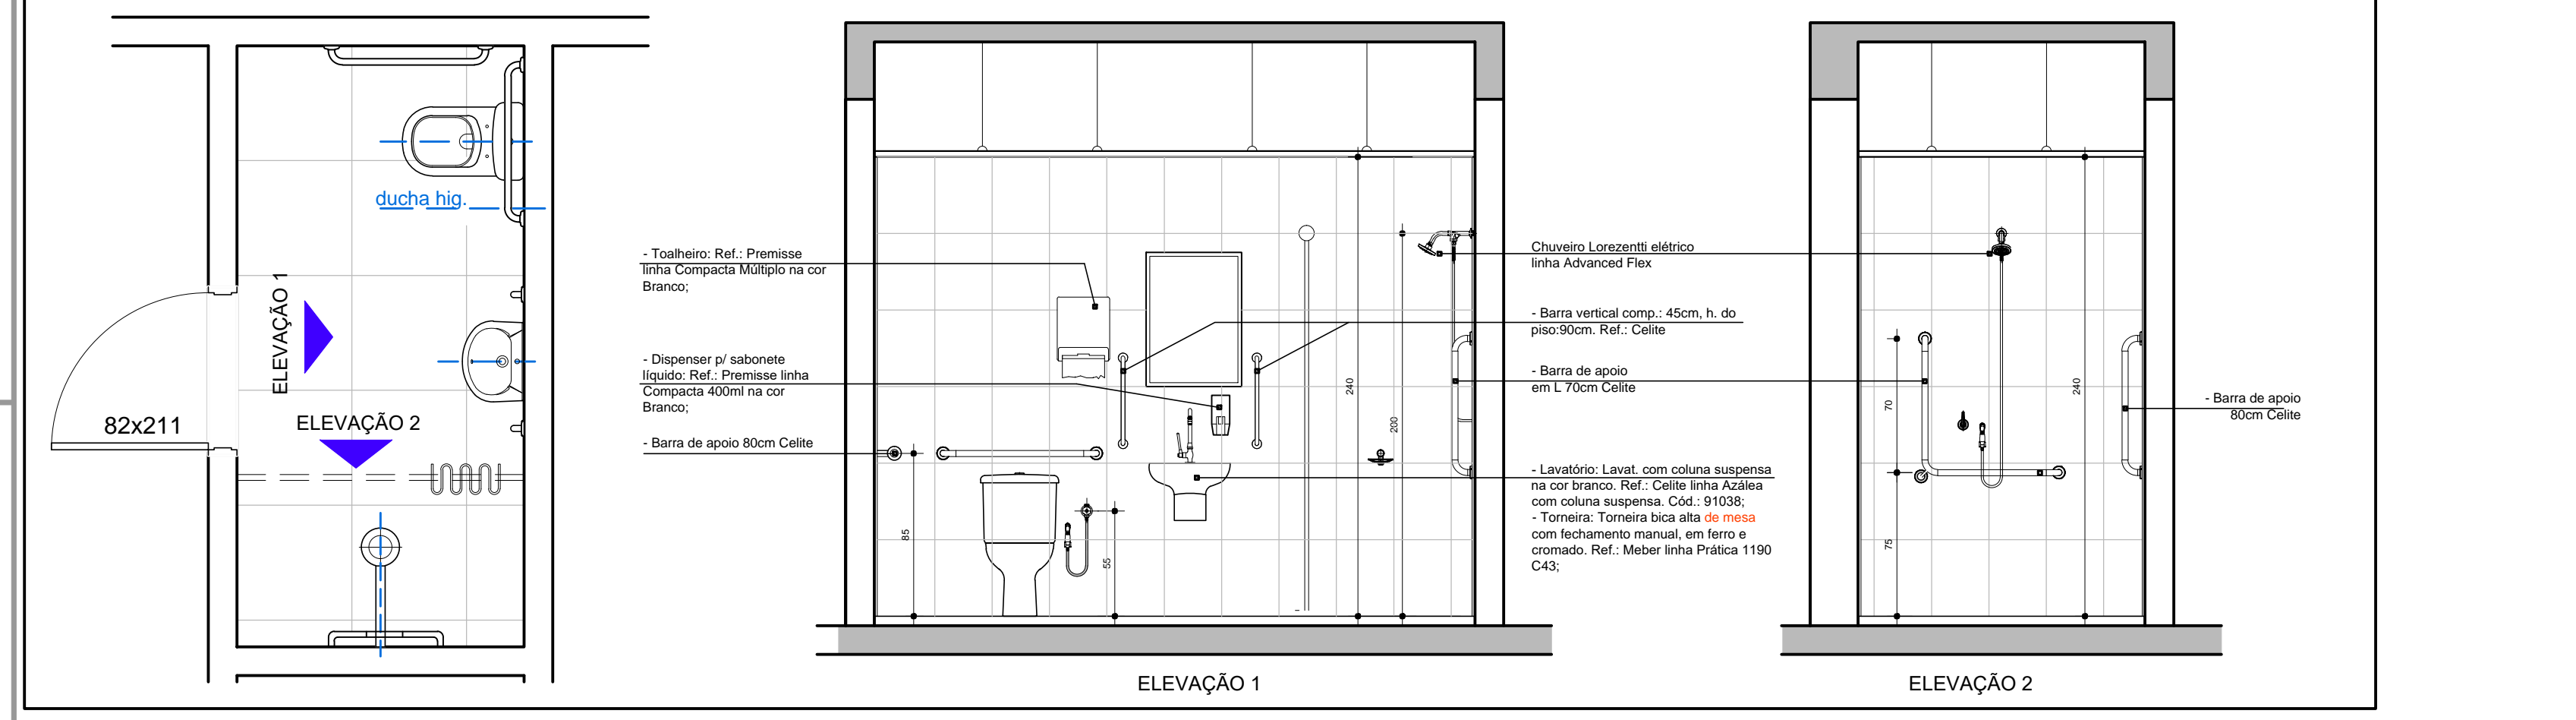 ducha hig.
ELEVAÇÃO 1
ELEVAÇÃO 2
82x211
- Toalheiro: Ref.: Premisse
linha Compacta Múltiplo na cor
Branco;
- Dispenser p/ sabonete
líquido: Ref.: Premisse linha
Compacta 400ml na cor
Branco;
- Barra de apoio 80cm Celite
85
55
240
200
Chuveiro Lorezentti elétrico
linha Advanced Flex
- Barra vertical comp.: 45cm, h. do
piso:90cm. Ref.: Celite
- Barra de apoio
em L 70cm Celite
- Lavatório: Lavat. com coluna suspensa
na cor branco. Ref.: Celite linha Azálea
com coluna suspensa. Cód.: 91038;
- Torneira: Torneira bica alta de mesa
com fechamento manual, em ferro e
cromado. Ref.: Meber linha Prática 1190
C43;
ELEVAÇÃO 1
70
75
240
- Barra de apoio
80cm Celite
ELEVAÇÃO 2